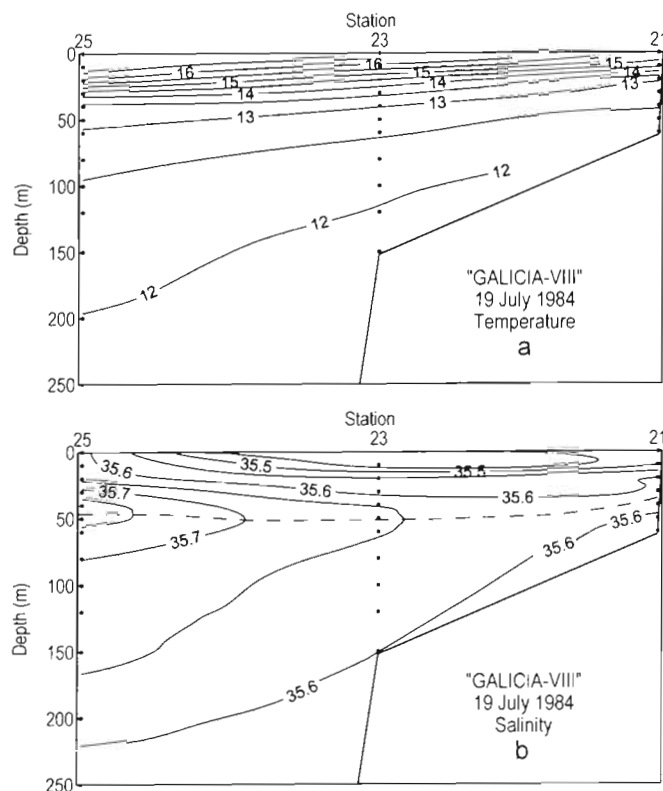 Station
25 23 21
0
50
100
150
200
250
Depth (m)
16 16 15
15 15 14
14 14 13
13 13
12
12
12
"GALICIA-VIII"
19 July 1984
Temperature
a
Station
25 23 21
0
50
100
150
200
250
Depth (m)
35.6 35.5 35.5
35.7 35.6 35.6
35.7 35.6 35.6
35.6
"GALICIA-VIII"
19 July 1984
Salinity
b